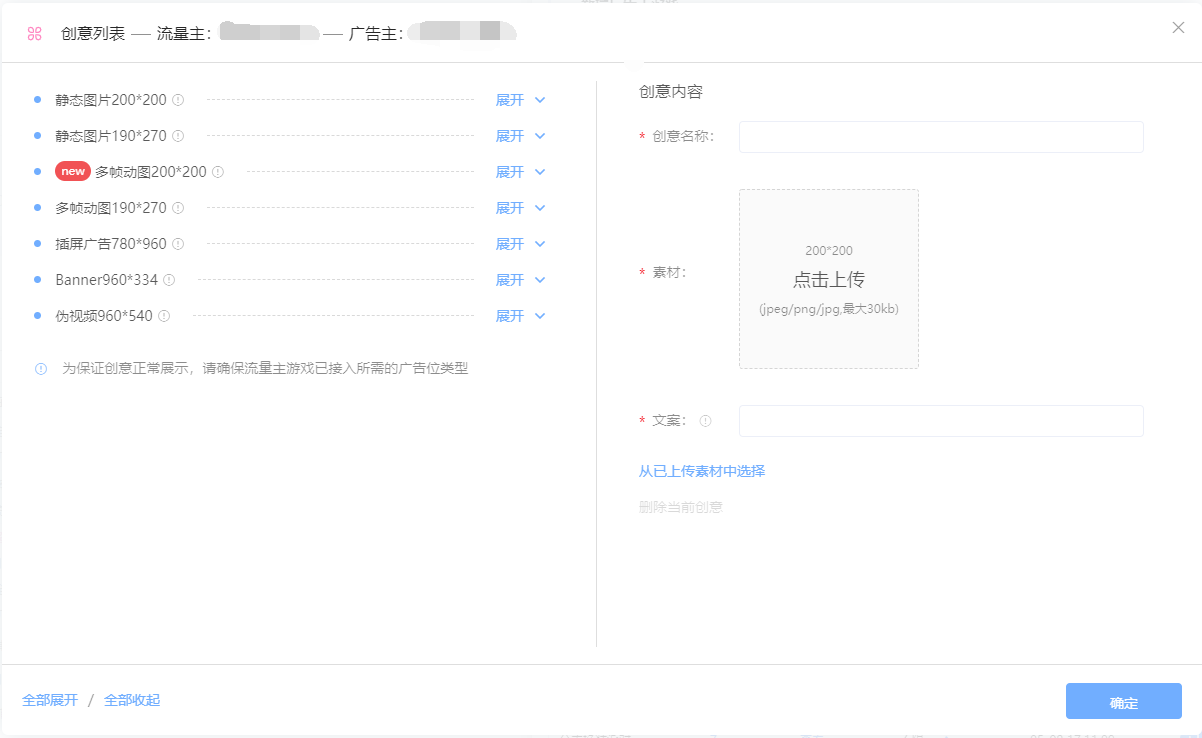 创意列表 — 流量主： — 广告主：
静态图片200*200 展开
静态图片190*270 展开
new 多帧动图200*200 展开
多帧动图190*270 展开
插屏广告780*960 展开
Banner960*334 展开
伪视频960*540 展开
为保证创意正常展示，请确保流量主游戏已接入所需的广告位类型
创意内容
* 创意名称：
* 素材：
200*200
点击上传
(jpeg/png/jpg,最大30kb)
* 文案：
从已上传素材中选择
删除当前创意
全部展开 / 全部收起
确定